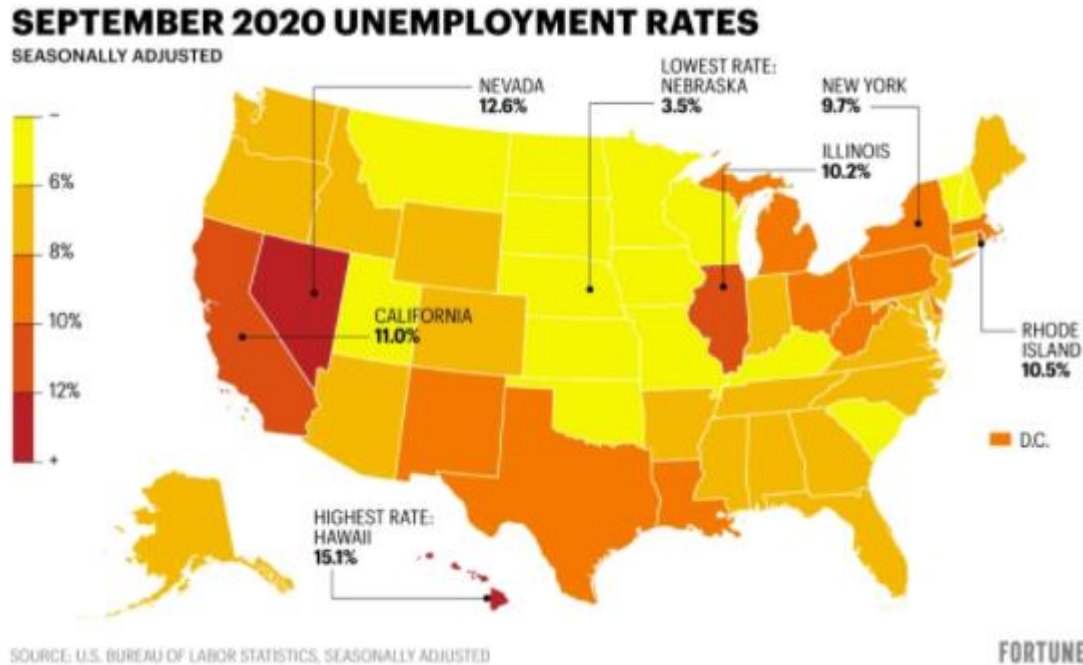 SEPTEMBER 2020 UNEMPLOYMENT RATES
SEASONALLY ADJUSTED
NEVADA
12.6%
LOWEST RATE:
NEBRASKA
3.5%
NEW YORK
9.7%
ILLINOIS
10.2%
–
6%
8%
10%
12%
+
CALIFORNIA
11.0%
RHODE
ISLAND
10.5%
D.C.
HIGHEST RATE:
HAWAII
15.1%
SOURCE: U.S. BUREAU OF LABOR STATISTICS, SEASONALLY ADJUSTED
FORTUNE